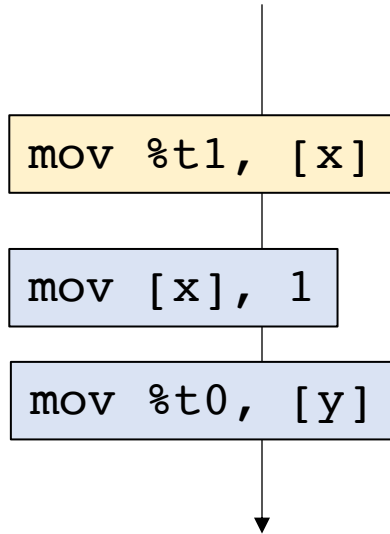 mov %t1, [x]
mov [x], 1
mov %t0, [y]